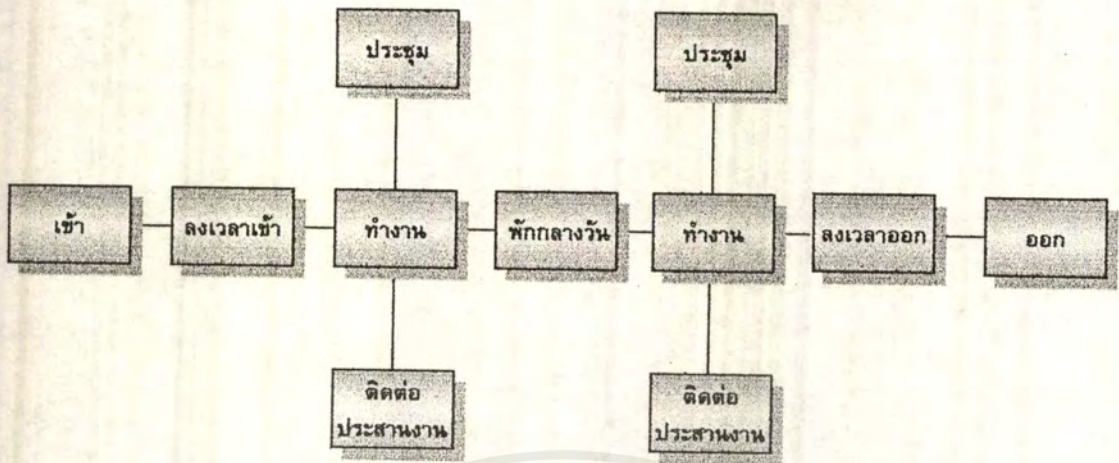 ประชุม
ประชุม
เข้า
ลงเวลาเข้า
ทำงาน
พักกลางวัน
ทำงาน
ลงเวลาออก
ออก
ติดต่อ
ประสานงาน
ติดต่อ
ประสานงาน